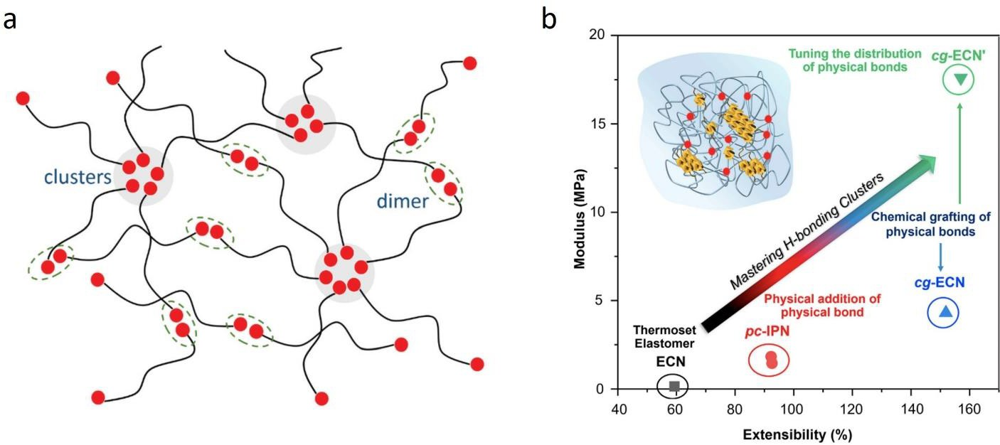 a
clusters
dimer
b
20
15
10
5
0
Modulus (MPa)
40
60
80
100
120
140
160
Extensibility (%)
Tuning the distribution
of physical bonds
cg-ECN'
Mastering H-bonding Clusters
Chemical grafting of
physical bonds
cg-ECN
Physical addition of
physical bond
pc-IPN
Thermoset
Elastomer
ECN